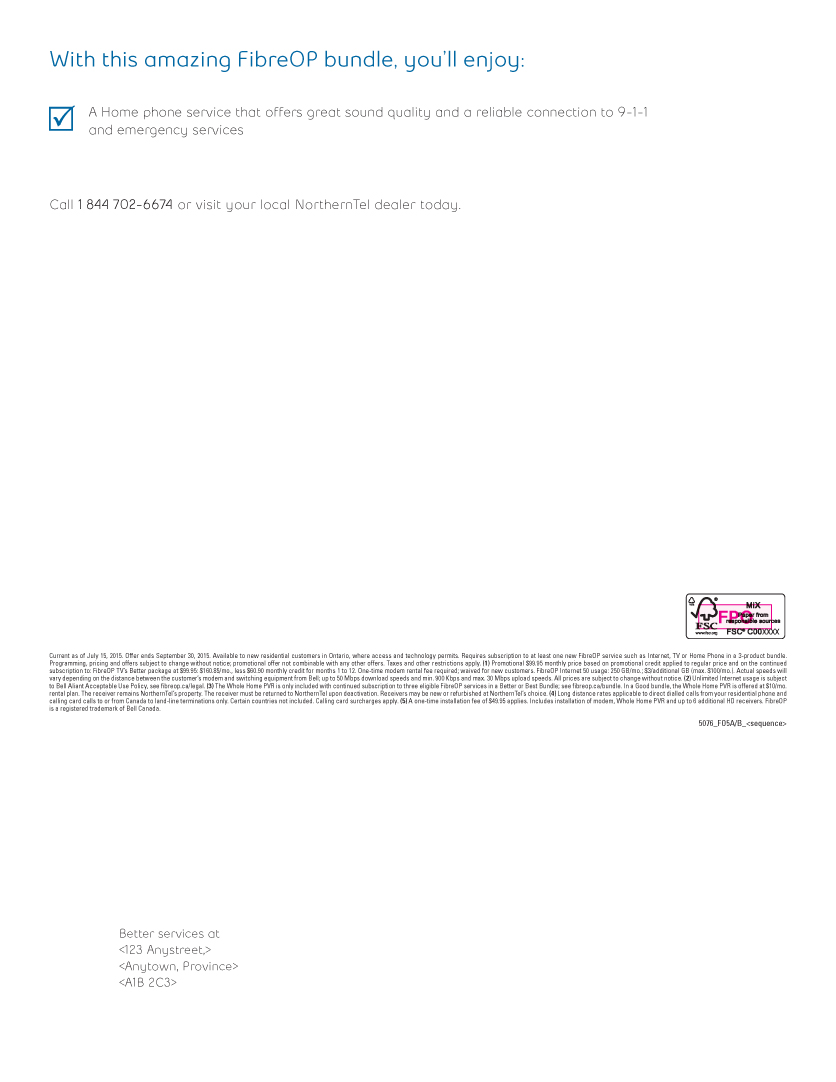 With this amazing FibreOP bundle, you'll enjoy:
A Home phone service that offers great sound quality and a reliable connection to 9-1-1
and emergency services
Call 1 844 702-6674 or visit your local NorthernTel dealer today.
MIX
FPO
Paper from
responsible sources
FSC
www.fsc.org
FSC® C00XXXX
Current as of July 15, 2015. Offer ends September 30, 2015. Available to new residential customers in Ontario, where access and technology permits. Requires subscription to at least one new FibreOP service such as Internet, TV or Home Phone in a 3-product bundle.
Programming, pricing and offers subject to change without notice; promotional offer not combinable with any other offers. Taxes and other restrictions apply. (1) Promotional $99.95 monthly price based on promotional credit applied to regular price and on the continued
subscription to: FibreOP TV's Better package at $99.95; $160.85/mo., less $60.90 monthly credit for months 1 to 12. One-time modem rental fee required; waived for new customers. FibreOP Internet 50 usage: 250 GB/mo.; $3/additional GB (max. $100/mo.). Actual speeds will
vary depending on the distance between the customer's modem and switching equipment from Bell; up to 50 Mbps download speeds and min. 900 Kbps and max. 30 Mbps upload speeds. All prices are subject to change without notice. (2) Unlimited Internet usage is subject
to Bell Aliant Acceptable Use Policy, see fibreop.ca/legal. (3) The Whole Home PVR is only included with continued subscription to three eligible FibreOP services in a Better or Best Bundle; see fibreop.ca/bundle. In a Good bundle, the Whole Home PVR is offered at $10/mo.
rental plan. The receiver remains NorthernTel's property. The receiver must be returned to NorthernTel upon deactivation. Receivers may be new or refurbished at NorthernTel's choice. (4) Long distance rates applicable to direct dialled calls from your residential phone and
calling card calls to or from Canada to land-line terminations only. Certain countries not included. Calling card surcharges apply. (5) A one-time installation fee of $49.95 applies. Includes installation of modem, Whole Home PVR and up to 6 additional HD receivers. FibreOP
is a registered trademark of Bell Canada.
5076_F05A/B_<sequence>
Better services at
<123 Anystreet,>
<Anytown, Province>
<A1B 2C3>